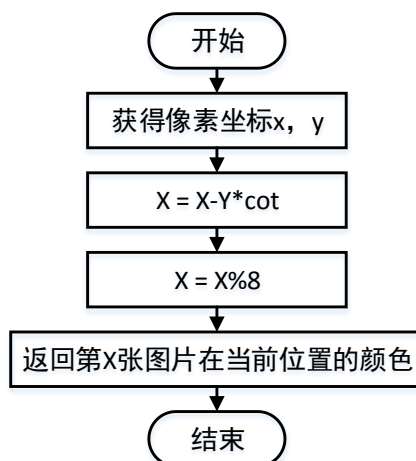 开始
获得像素坐标x，y
X = X-Y*cot
X = X%8
返回第X张图片在当前位置的颜色
结束